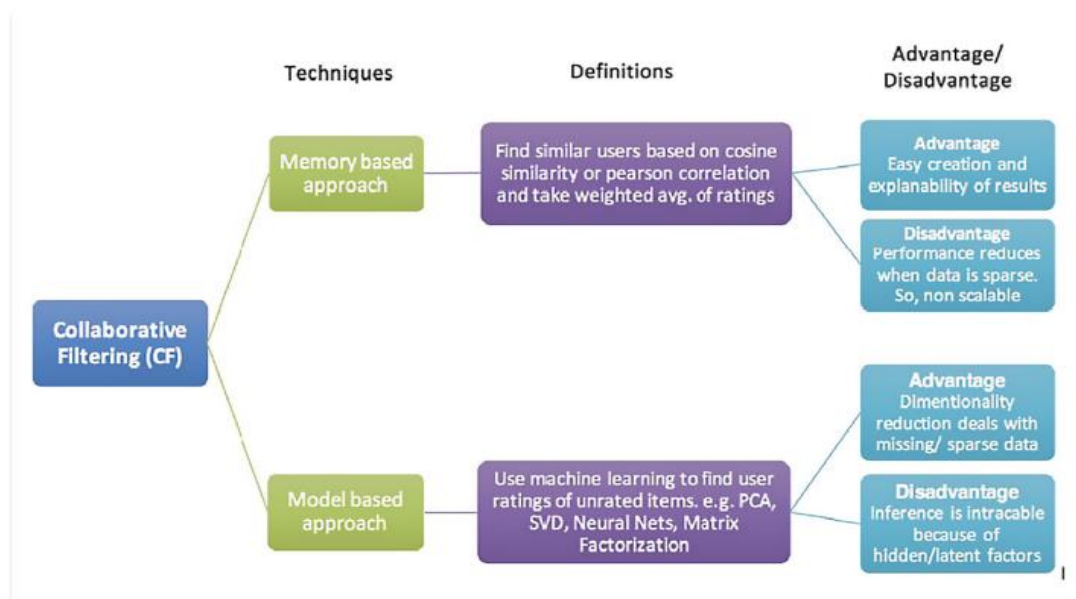 Techniques
Definitions
Advantage/
Disadvantage
Memory based
approach
Find similar users based on cosine
similarity or pearson correlation
and take weighted avg. of ratings
Advantage
Easy creation and
explanability of results
Disadvantage
Performance reduces
when data is sparse.
So, non scalable
Collaborative
Filtering (CF)
Model based
approach
Use machine learning to find user
ratings of unrated items. e.g. PCA,
SVD, Neural Nets, Matrix
Factorization
Advantage
Dimentionality
reduction deals with
missing/ sparse data
Disadvantage
Inference is intracable
because of
hidden/latent factors